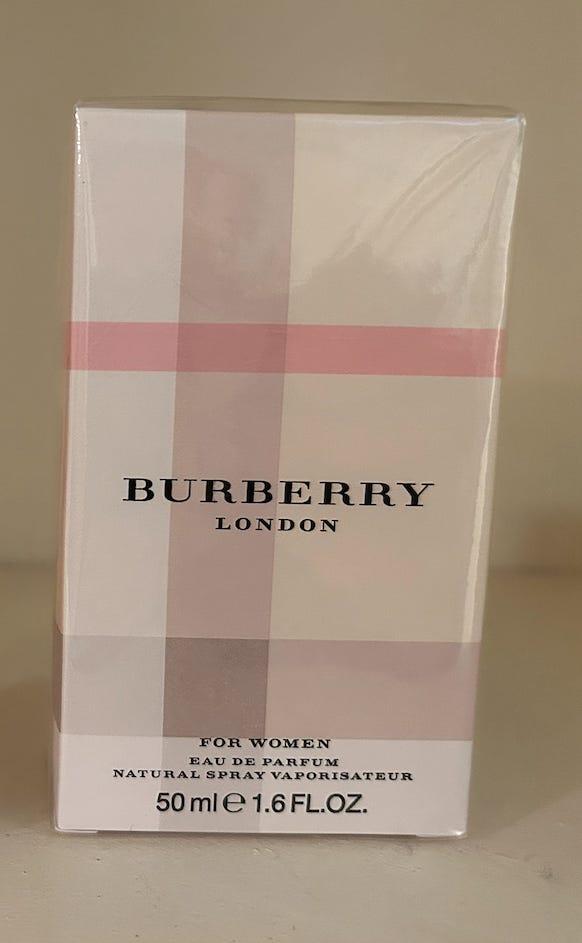 BURBERRY
LONDON
FOR WOMEN
EAU DE PARFUM
NATURAL SPRAY VAPORISATEUR
50 ml ℮ 1.6 FL.OZ.